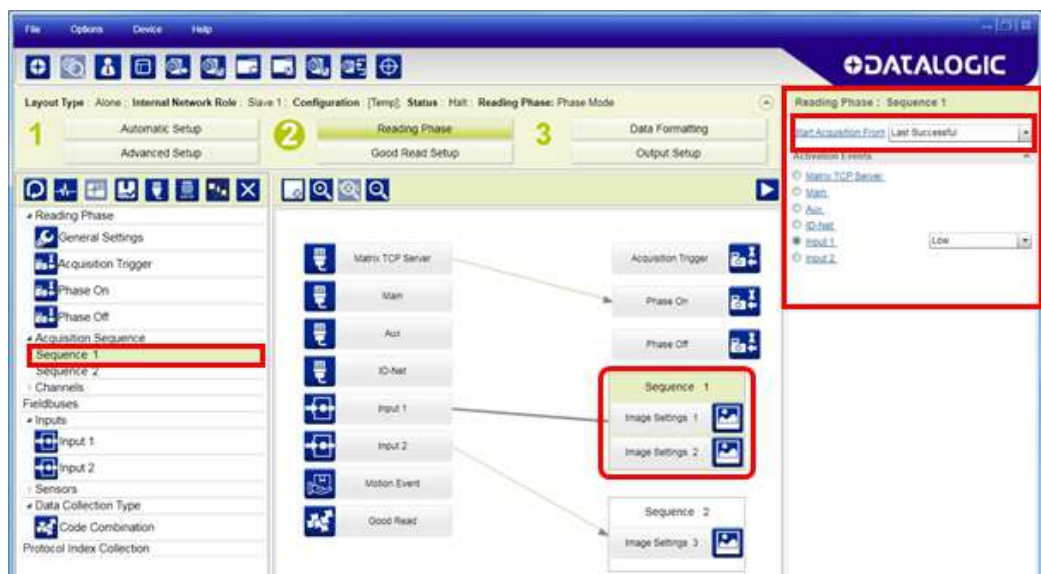 File Options Device Help
DATALOGIC
Layout Type : Alone ; Internal Network Role : Slave 1 ; Configuration : [Temp]; Status : Halt ; Reading Phase: Phase Mode
1
Automatic Setup
Advanced Setup
2
Reading Phase
Good Read Setup
3
Data Formatting
Output Setup
Reading Phase
General Settings
Acquisition Trigger
Phase On
Phase Off
Acquisition Sequence
Sequence 1
Sequence 2
Channels
Fieldbuses
Inputs
Input 1
Input 2
Sensors
Data Collection Type
Code Combination
Protocol Index Collection
Matrix TCP Server
Main
Aux
IO-Net
Input 1
Input 2
Motion Event
Good Read
Acquisition Trigger
Phase On
Phase Off
Sequence 1
Image Settings 1
Image Settings 2
Sequence 2
Image Settings 3
Reading Phase : Sequence 1
Start Acquisition From Last Successful
Activation Events
Matrix TCP Server
Main
Aux
IO-Net
Input 1 Low
Input 2